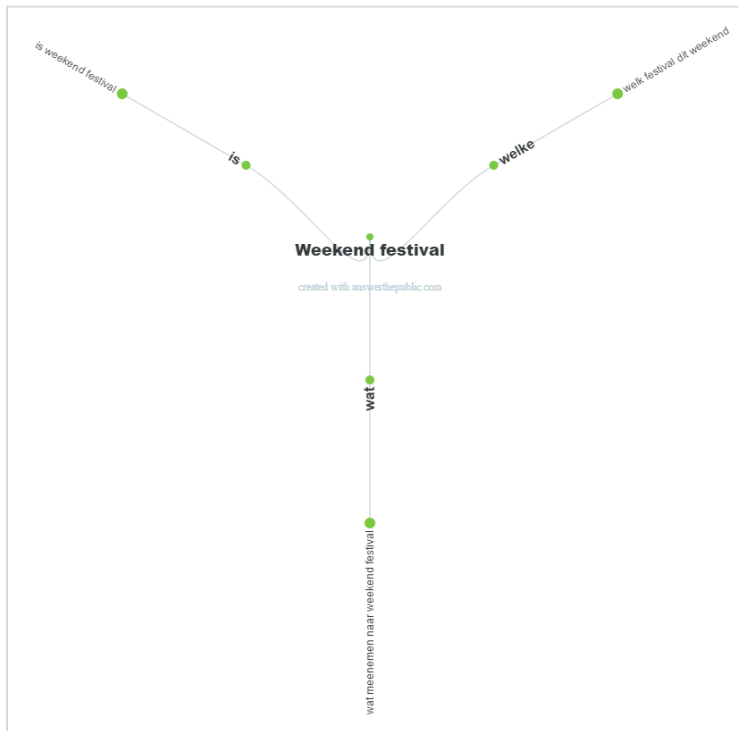 is weekend festival
welk festival dit weekend
is
welke
Weekend festival
created with answerthepublic.com
wat
wat meenemen naar weekend festival